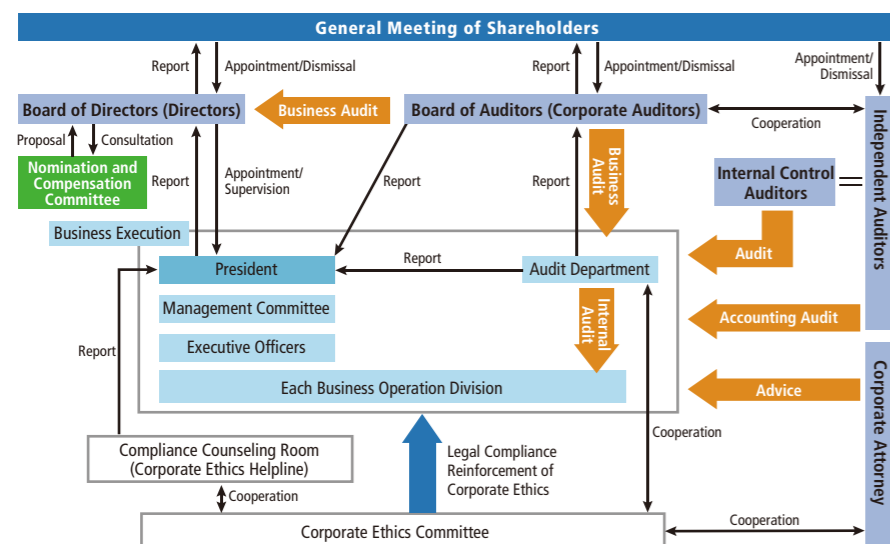 General Meeting of Shareholders
Report
Appointment/Dismissal
Report
Appointment/Dismissal
Appointment/
Dismissal
Board of Directors (Directors)
Business Audit
Board of Auditors (Corporate Auditors)
Cooperation
Independent Auditors
Proposal
Consultation
Nomination and
Compensation
Committee
Report
Appointment/
Supervision
Report
Report
Business
Audit
Internal Control
Auditors
Business Execution
Audit
President
Report
Audit Department
Management Committee
Internal
Audit
Accounting Audit
Executive Officers
Report
Each Business Operation Division
Advice
Corporate Attorney
Cooperation
Compliance Counseling Room
(Corporate Ethics Helpline)
Legal Compliance
Reinforcement of
Corporate Ethics
Cooperation
Corporate Ethics Committee
Cooperation